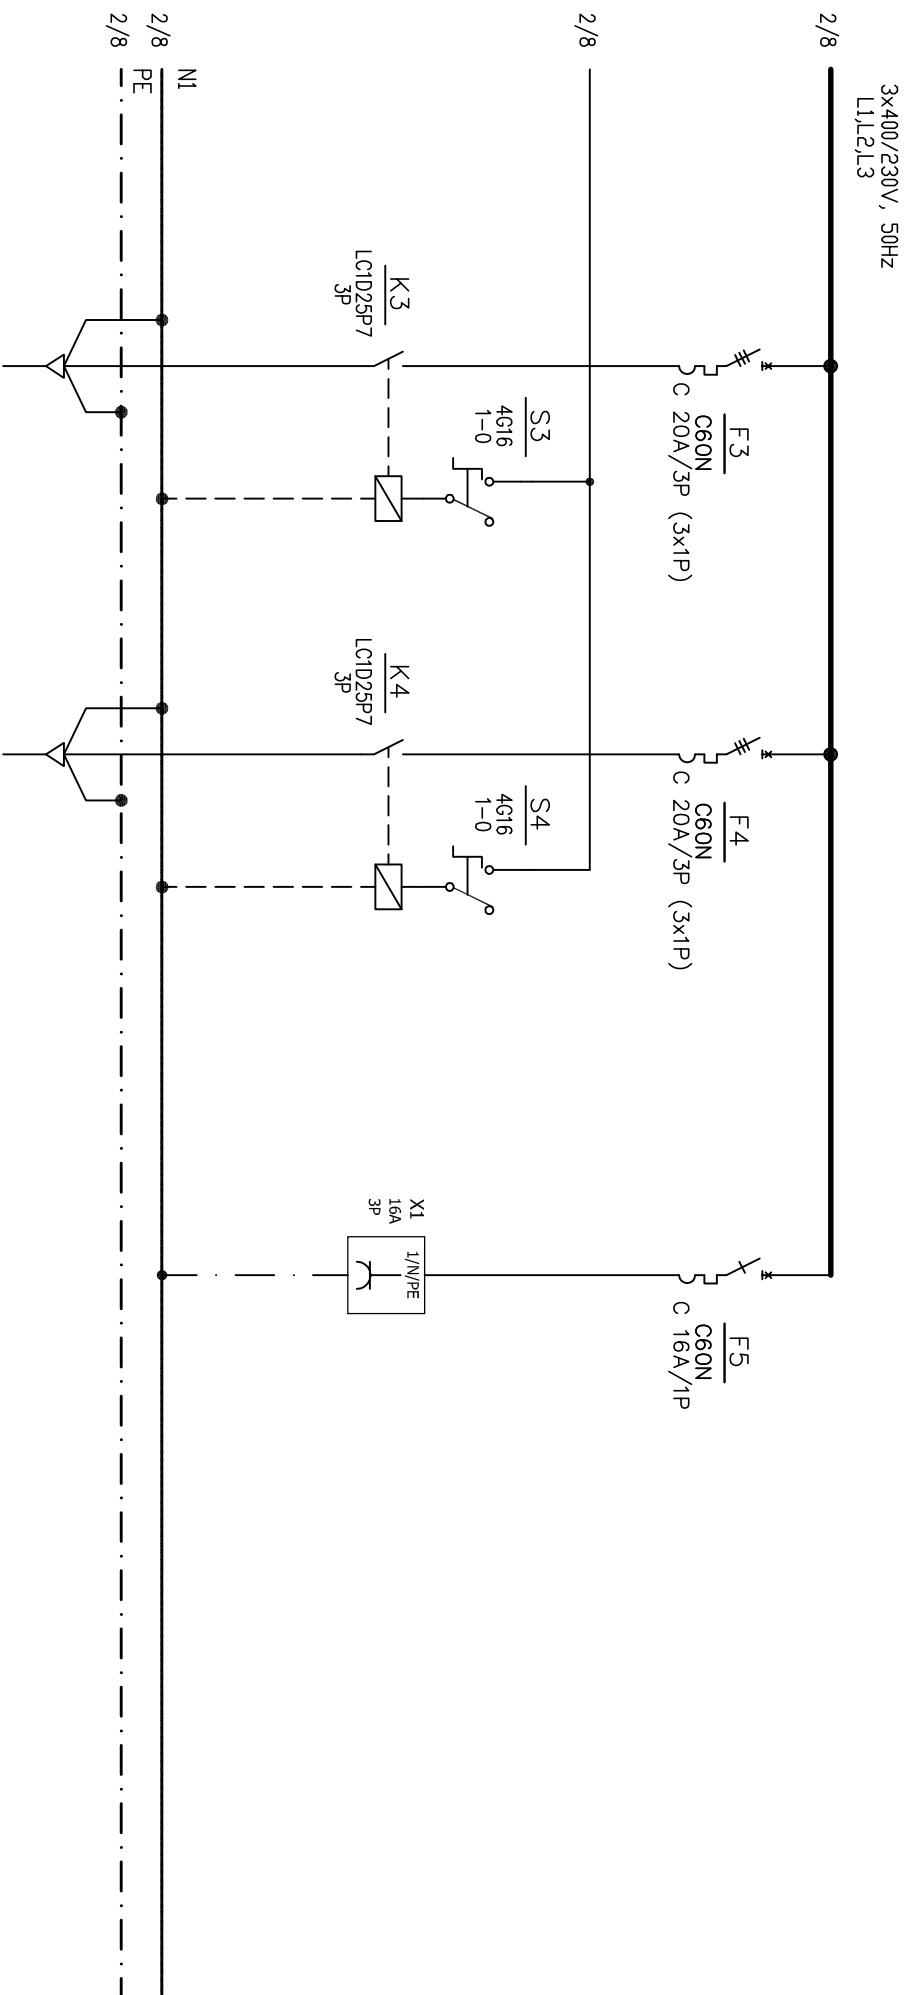 3x400/230V, 50Hz
L1,L2,L3
2/8
F3
C60N
C 20A/3P (3x1P)
F4
C60N
C 20A/3P (3x1P)
F5
C60N
C 16A/1P
2/8
S3
4G16
1-0
S4
4G16
1-0
K3
LC1D25P7
3P
K4
LC1D25P7
3P
X1
16A
3P
1/N/PE
N1
2/8
PE
2/8